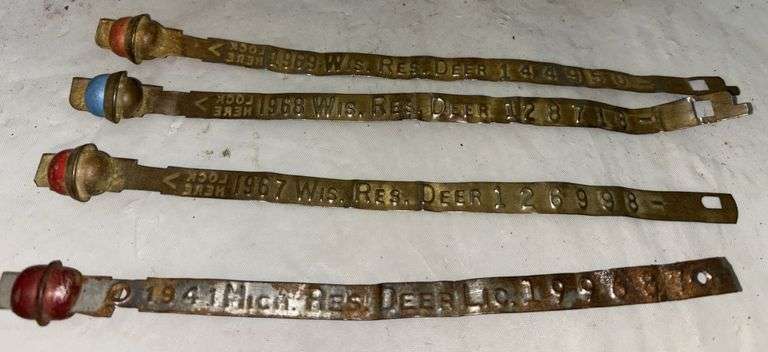 HERE LOCK 1969 WIS. RES. DEER 144950
HERE LOCK 1968 WIS. RES. DEER 128718
HERE LOCK 1967 WIS. RES. DEER 126998
1941 MICH. RES. DEER LIC.